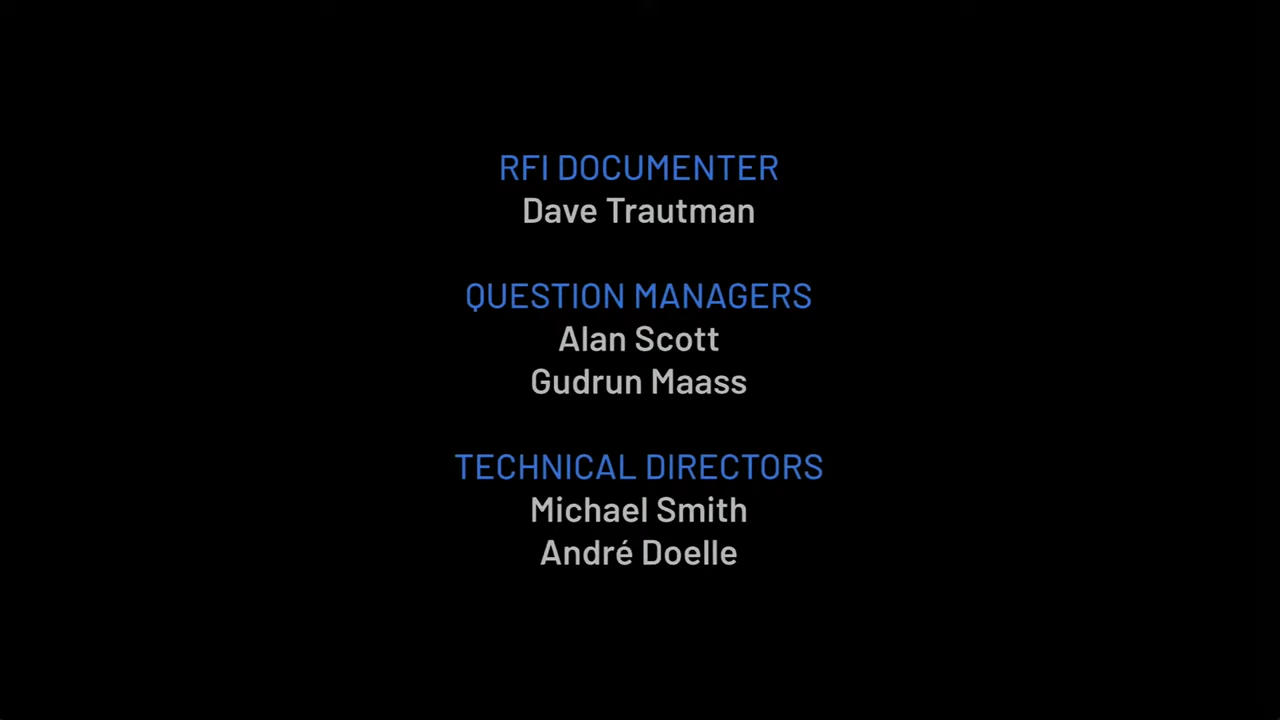 RFI DOCUMENTER
Dave Trautman
QUESTION MANAGERS
Alan Scott
Gudrun Maass
TECHNICAL DIRECTORS
Michael Smith
André Doelle